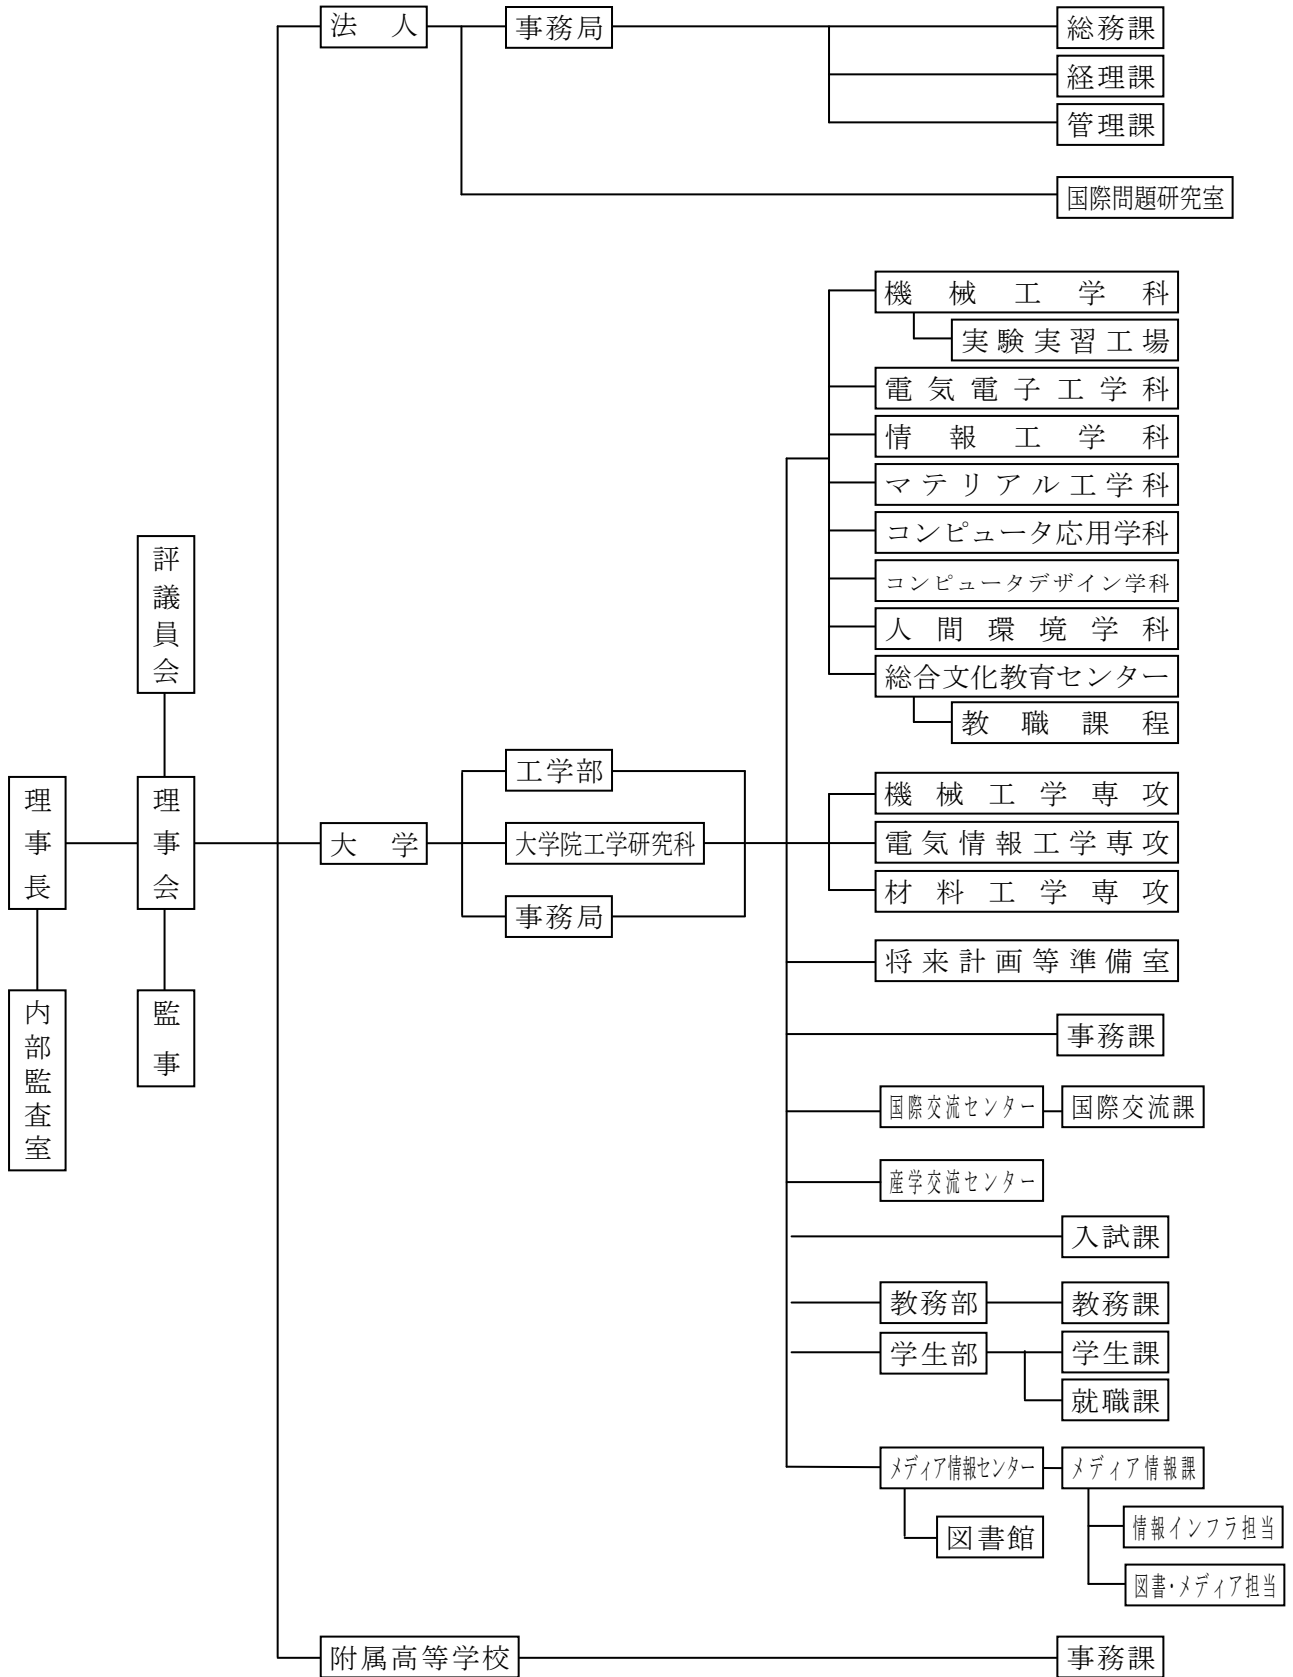 法　人
事務局
総務課
経理課
管理課
国際問題研究室
機械工学科
実験実習工場
電気電子工学科
情報工学科
マテリアル工学科
コンピュータ応用学科
コンピュータデザイン学科
人間環境学科
総合文化教育センター
教職課程
評議員会
理事長
理事会
内部監査室
監事
大　学
工学部
大学院工学研究科
事務局
機械工学専攻
電気情報工学専攻
材料工学専攻
将来計画等準備室
事務課
国際交流センター
国際交流課
産学交流センター
入試課
教務部
教務課
学生部
学生課
就職課
メディア情報センター
メディア情報課
図書館
情報インフラ担当
図書・メディア担当
附属高等学校
事務課